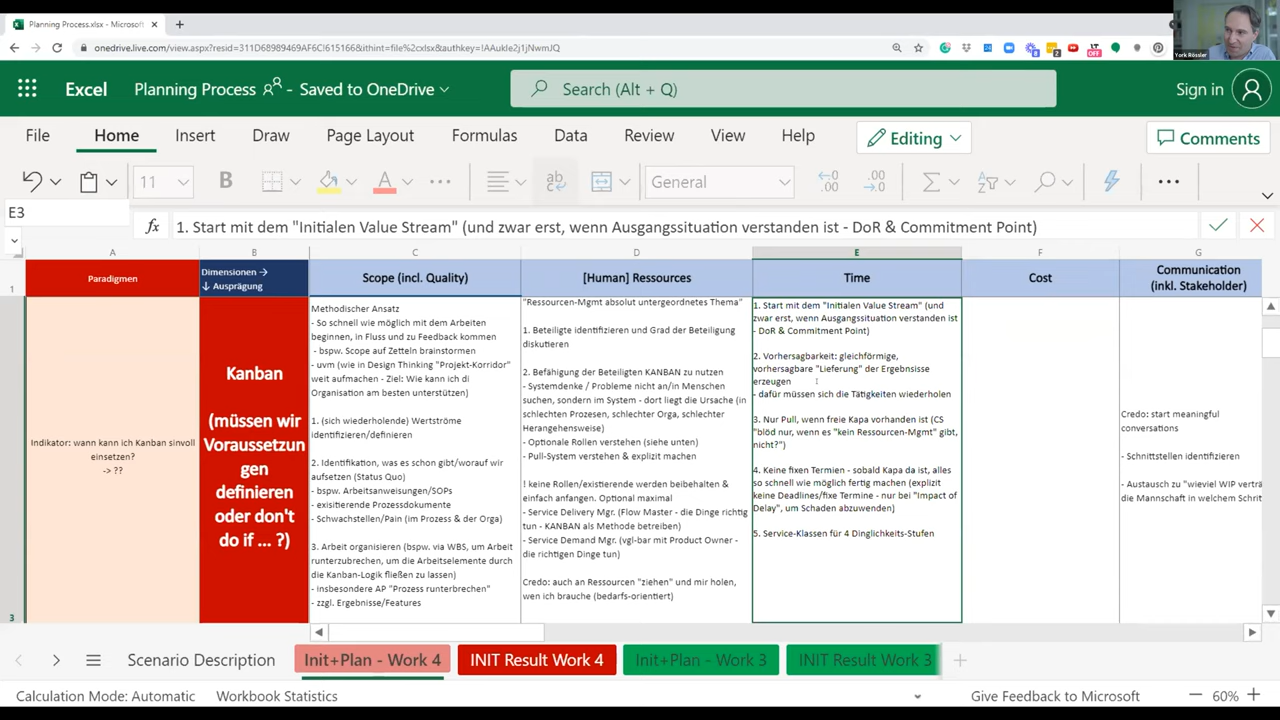 Planning Process.xlsx - Microsoft
onedrive.live.com/view.aspx?resid=311D68989469AF6C!615166&ithint=file%2cxlsx&authkey=!AAukIe2j1jNwmJQ
York Rössler
Excel
Planning Process - Saved to OneDrive
Search (Alt + Q)
Sign in
File Home Insert Draw Page Layout Formulas Data Review View Help Editing Comments
11 B A General
E3
fx 1. Start mit dem "Initialen Value Stream" (und zwar erst, wenn Ausgangssituation verstanden ist - DoR & Commitment Point)
A B C D E F G
1
Paradigmen
Dimensionen →
↓ Ausprägung
Scope (incl. Quality)
[Human] Ressources
Time
Cost
Communication
(inkl. Stakeholder)
3
Indikator: wann kann ich Kanban sinvoll
einsetzen?
-> ??
Kanban
(müssen wir
Voraussetzun
gen
definieren
oder don't
do if ... ?)
Methodischer Ansatz
- So schnell wie möglich mit dem Arbeiten
beginnen, in Fluss und zu Feedback kommen
- bspw. Scope auf Zetteln brainstormen
- uvm (wie in Design Thinking "Projekt-Korridor"
weit aufmachen - Ziel: Wie kann ich di
Organisation am besten unterstützen)
1. (sich wiederholende) Wertströme
identifizieren/definieren
2. Identifikation, was es schon gibt/worauf wir
aufsetzen (Status Quo)
- bspw. Arbeitsanweisungen/SOPs
- exisitierende Prozessdokumente
- Schwachstellen/Pain (im Prozess & der Orga)
3. Arbeit organisieren (bspw. via WBS, um Arbeit
runterzubrechen, um die Arbeitselemente durch
die Kanban-Logik fließen zu lassen)
- insbesondere AP "Prozess runterbrechen"
- zzgl. Ergebnisse/Features
"Ressourcen-Mgmt absolut untergeordnetes Thema"
1. Beteiligte identifizieren und Grad der Beteiligung
diskutieren
2. Befähigung der Beteiligten KANBAN zu nutzen
- Systemdenke / Probleme nicht an/in Menschen
suchen, sondern im System - dort liegt die Ursache (in
schlechten Prozesen, schlechter Orga, schlechter
Herangehensweise)
- Optionale Rollen verstehen (siehe unten)
- Pull-System verstehen & explizit machen
! keine Rollen/existierende werden beibehalten &
einfach anfangen. Optional maximal
- Service Delivery Mgr. (Flow Master - die Dinge richtig
tun - KANBAN als Methode betreiben)
- Service Demand Mgr. (vgl-bar mit Product Owner -
die richtigen Dinge tun)
Credo: auch an Ressourcen "ziehen" und mir holen,
wen ich brauche (bedarfs-orientiert)
1. Start mit dem "Initialen Value Stream" (und
zwar erst, wenn Ausgangssituation verstanden ist
- DoR & Commitment Point)
2. Vorhersagbarkeit: gleichförmige,
vorhersagbare "Lieferung" der Ergebnisse
erzeugen
- dafür müssen sich die Tätigkeiten wiederholen
3. Nur Pull, wenn freie Kapa vorhanden ist (CS
"blöd nur, wenn es "kein Ressourcen-Mgmt" gibt,
nicht?")
4. Keine fixen Termien - sobald Kapa da ist, alles
so schnell wie möglich fertig machen (explizit
keine Deadlines/fixe Termine - nur bei "Impact of
Delay", um Schaden abzuwenden)
5. Service-Klassen für 4 Dinglichkeits-Stufen
Credo: start meaningful
conversations
- Schnittstellen identifizieren
- Austausch zu "wieviel WIP verträ
die Mannschaft in welchem Schrit
Scenario Description Init+Plan - Work 4 INIT Result Work 4 Init+Plan - Work 3 INIT Result Work 3
Calculation Mode: Automatic Workbook Statistics Give Feedback to Microsoft 60%